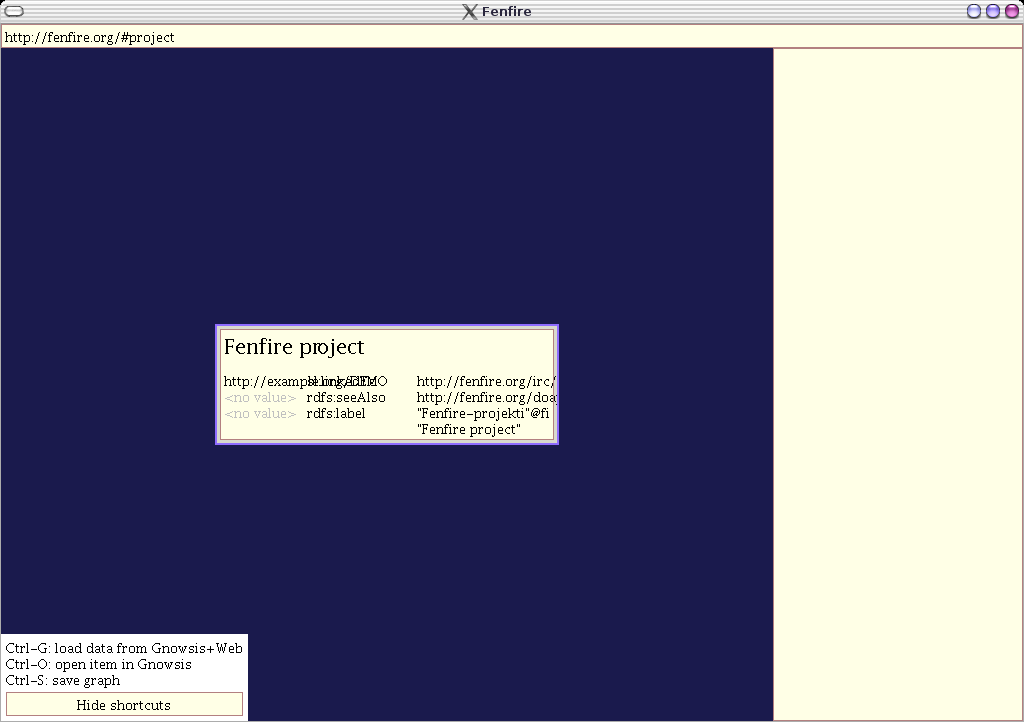 Fenfire
http://fenfire.org/#project
Fenfire project
http://example.org/DEMO http://fenfire.org/irc/
<no value> rdfs:seeAlso http://fenfire.org/doap
<no value> rdfs:label "Fenfire-projekti"@fi
"Fenfire project"
Ctrl-G: load data from Gnowsis+Web
Ctrl-O: open item in Gnowsis
Ctrl-S: save graph
Hide shortcuts